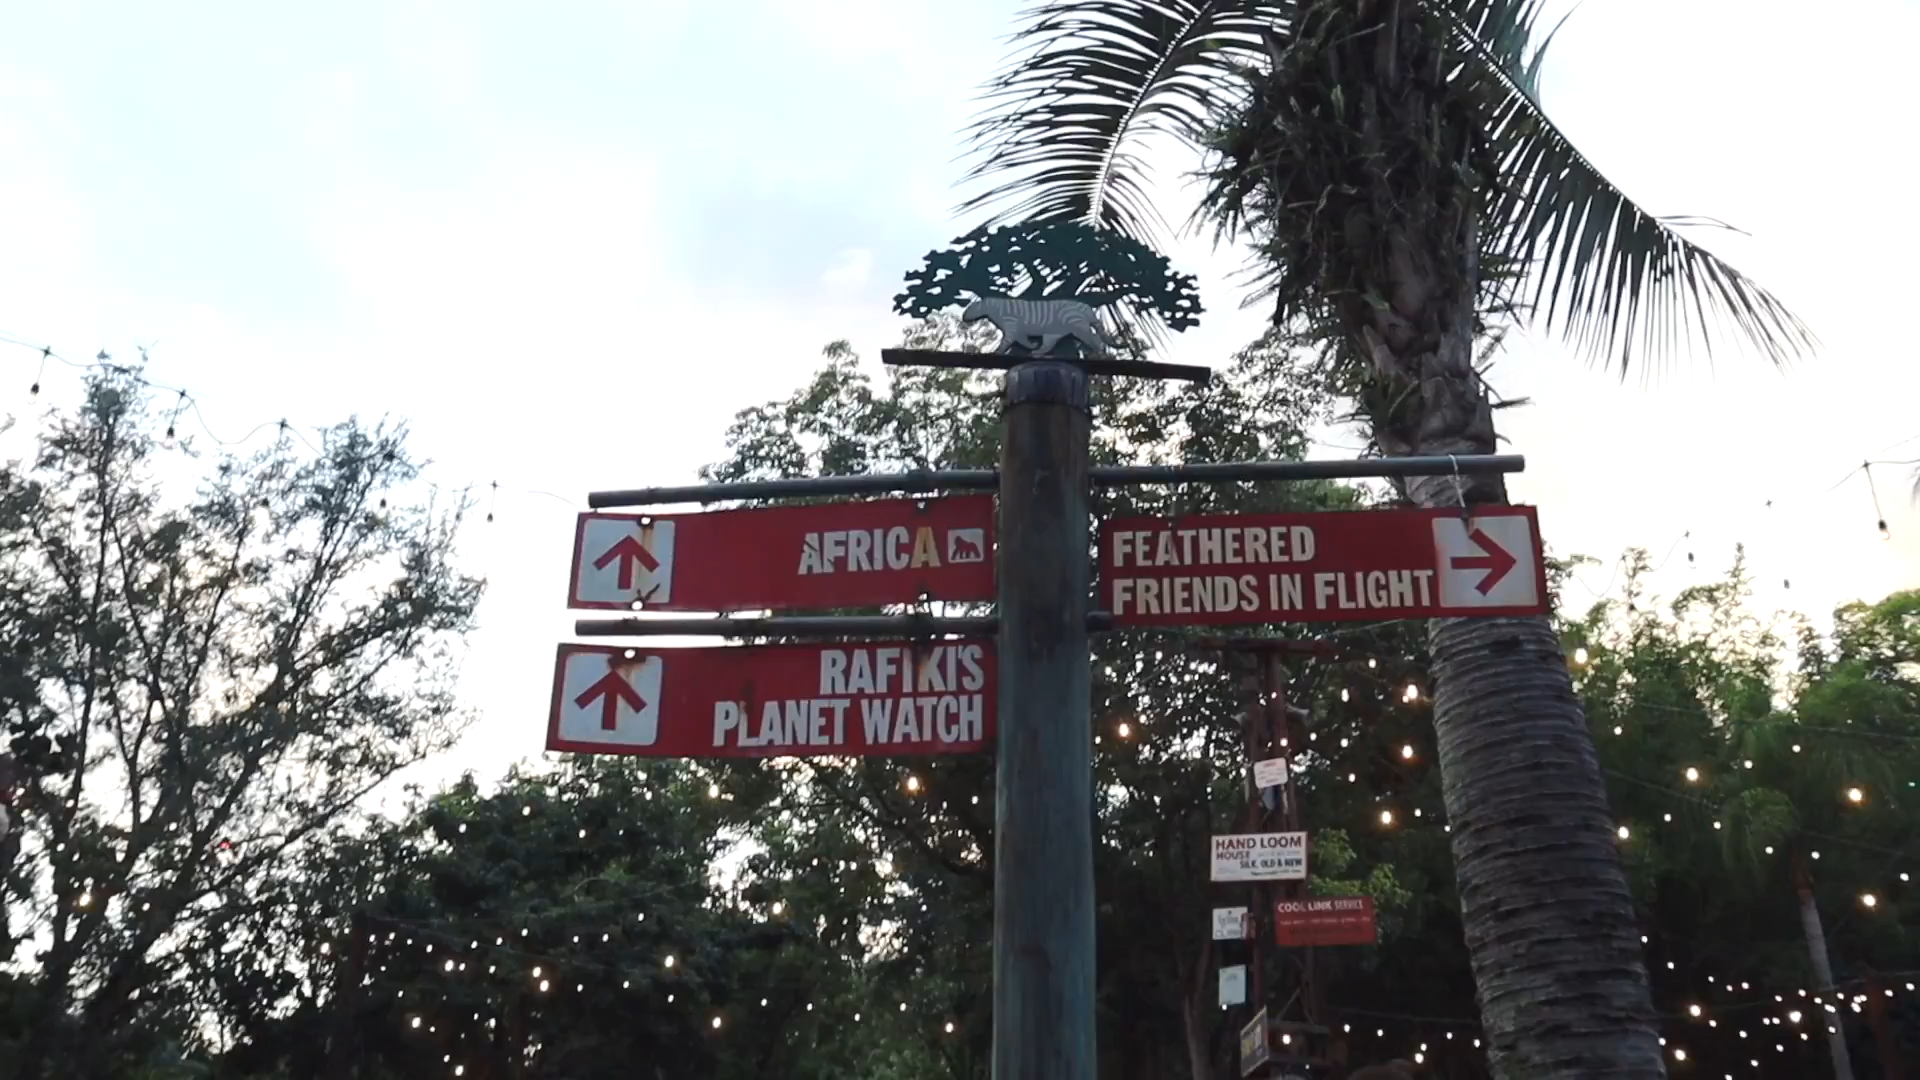 AFRICA
RAFIKI'S
PLANET WATCH
FEATHERED
FRIENDS IN FLIGHT
HAND LOOM
HOUSE
SILK, OLD & NEW
COOL LINK SERVICE